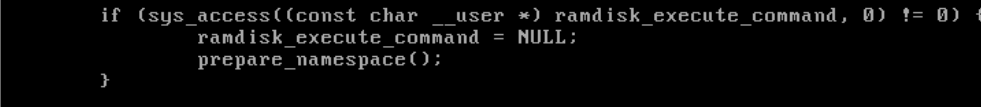 if (sys_access((const char __user *) ramdisk_execute_command, 0) != 0) {
ramdisk_execute_command = NULL;
prepare_namespace();
}